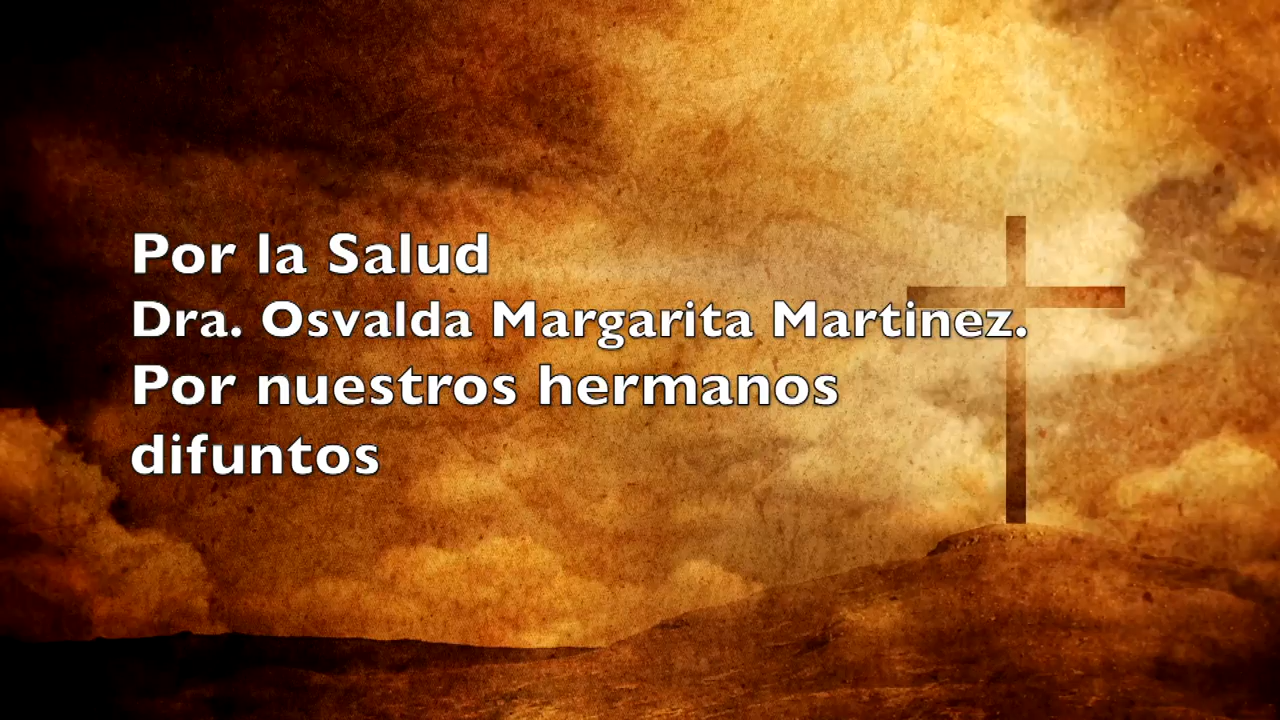 Por la Salud
Dra. Osvalda Margarita Martinez.
Por nuestros hermanos
difuntos